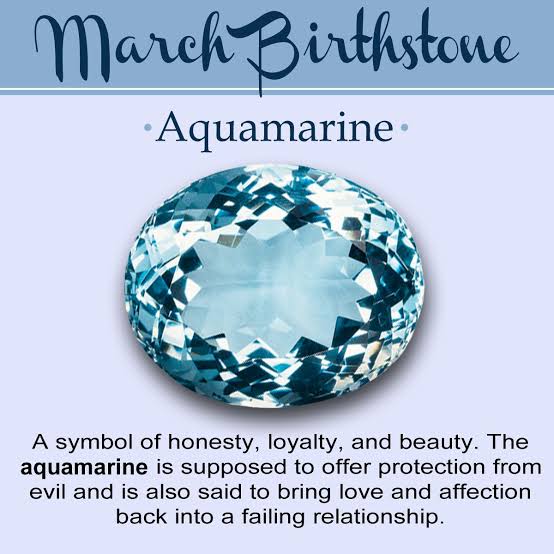 March Birthstone
·Aquamarine·
A symbol of honesty, loyalty, and beauty. The
aquamarine is supposed to offer protection from
evil and is also said to bring love and affection
back into a failing relationship.